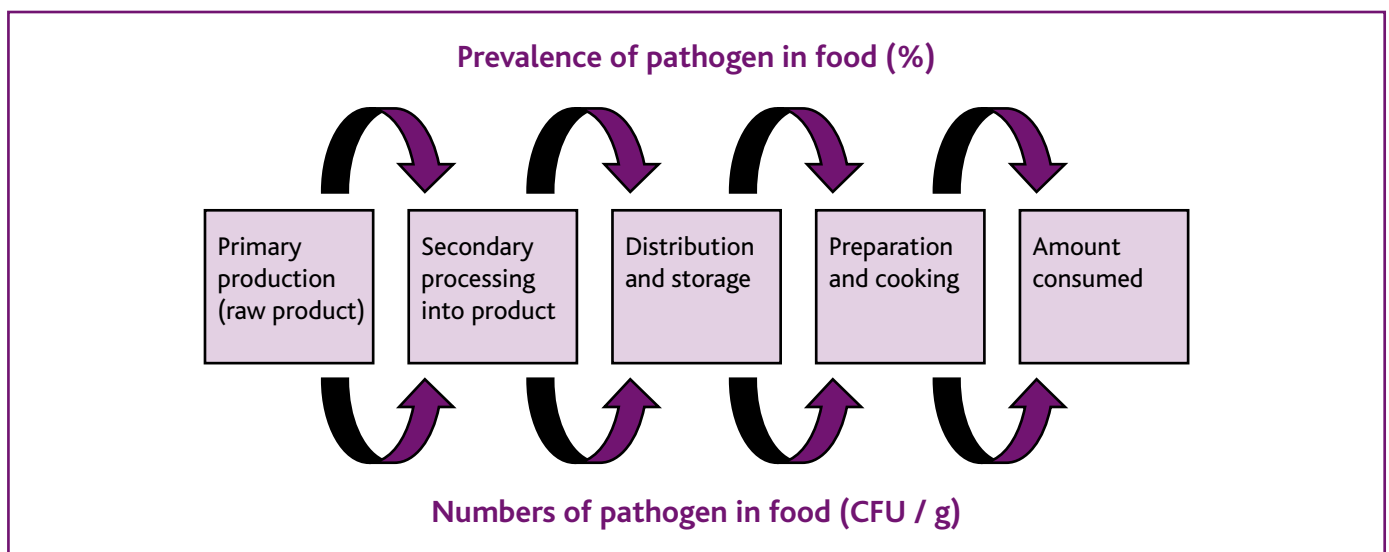 Prevalence of pathogen in food (%)
Primary
production
(raw product)
Secondary
processing
into product
Distribution
and storage
Preparation
and cooking
Amount
consumed
Numbers of pathogen in food (CFU / g)